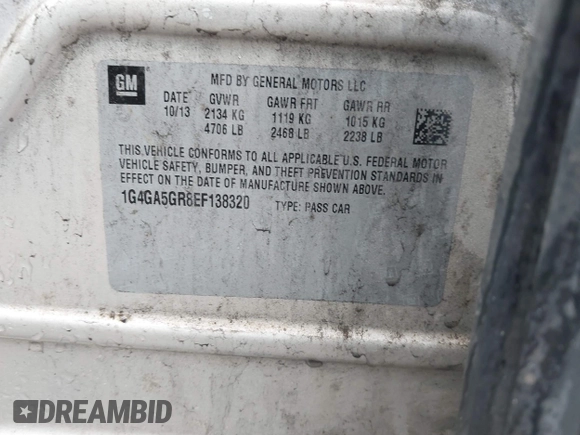 GM
MFD BY GENERAL MOTORS LLC
DATE GVWR GAWR FRT GAWR RR
10/13 2134 KG 1119 KG 1015 KG
4706 LB 2468 LB 2238 LB
THIS VEHICLE CONFORMS TO ALL APPLICABLE U.S. FEDERAL MOTOR
VEHICLE SAFETY, BUMPER, AND THEFT PREVENTION STANDARDS IN
EFFECT ON THE DATE OF MANUFACTURE SHOWN ABOVE.
1G4GA5GR8EF138320 TYPE: PASS CAR
DREAMBID